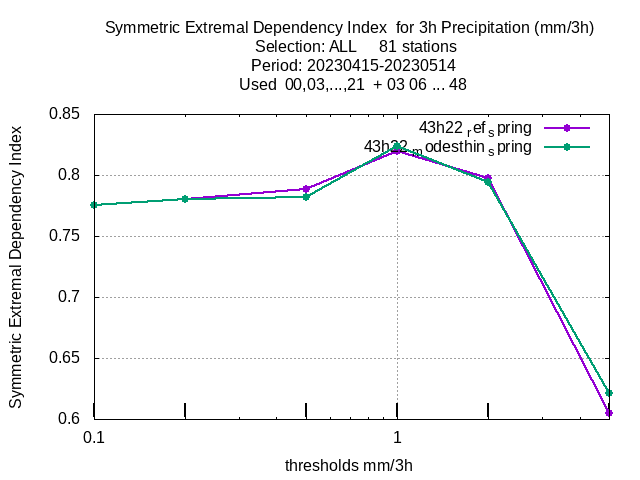 Symmetric Extremal Dependency Index  for 3h Precipitation (mm/3h)
Selection: ALL     81 stations
Period: 20230415-20230514
Used  00,03,...,21  + 03 06 ... 48
43h22 ref spring
43h22 modesthin spring
Symmetric Extremal Dependency Index
0.85
0.8
0.75
0.7
0.65
0.6
0.1 1
thresholds mm/3h